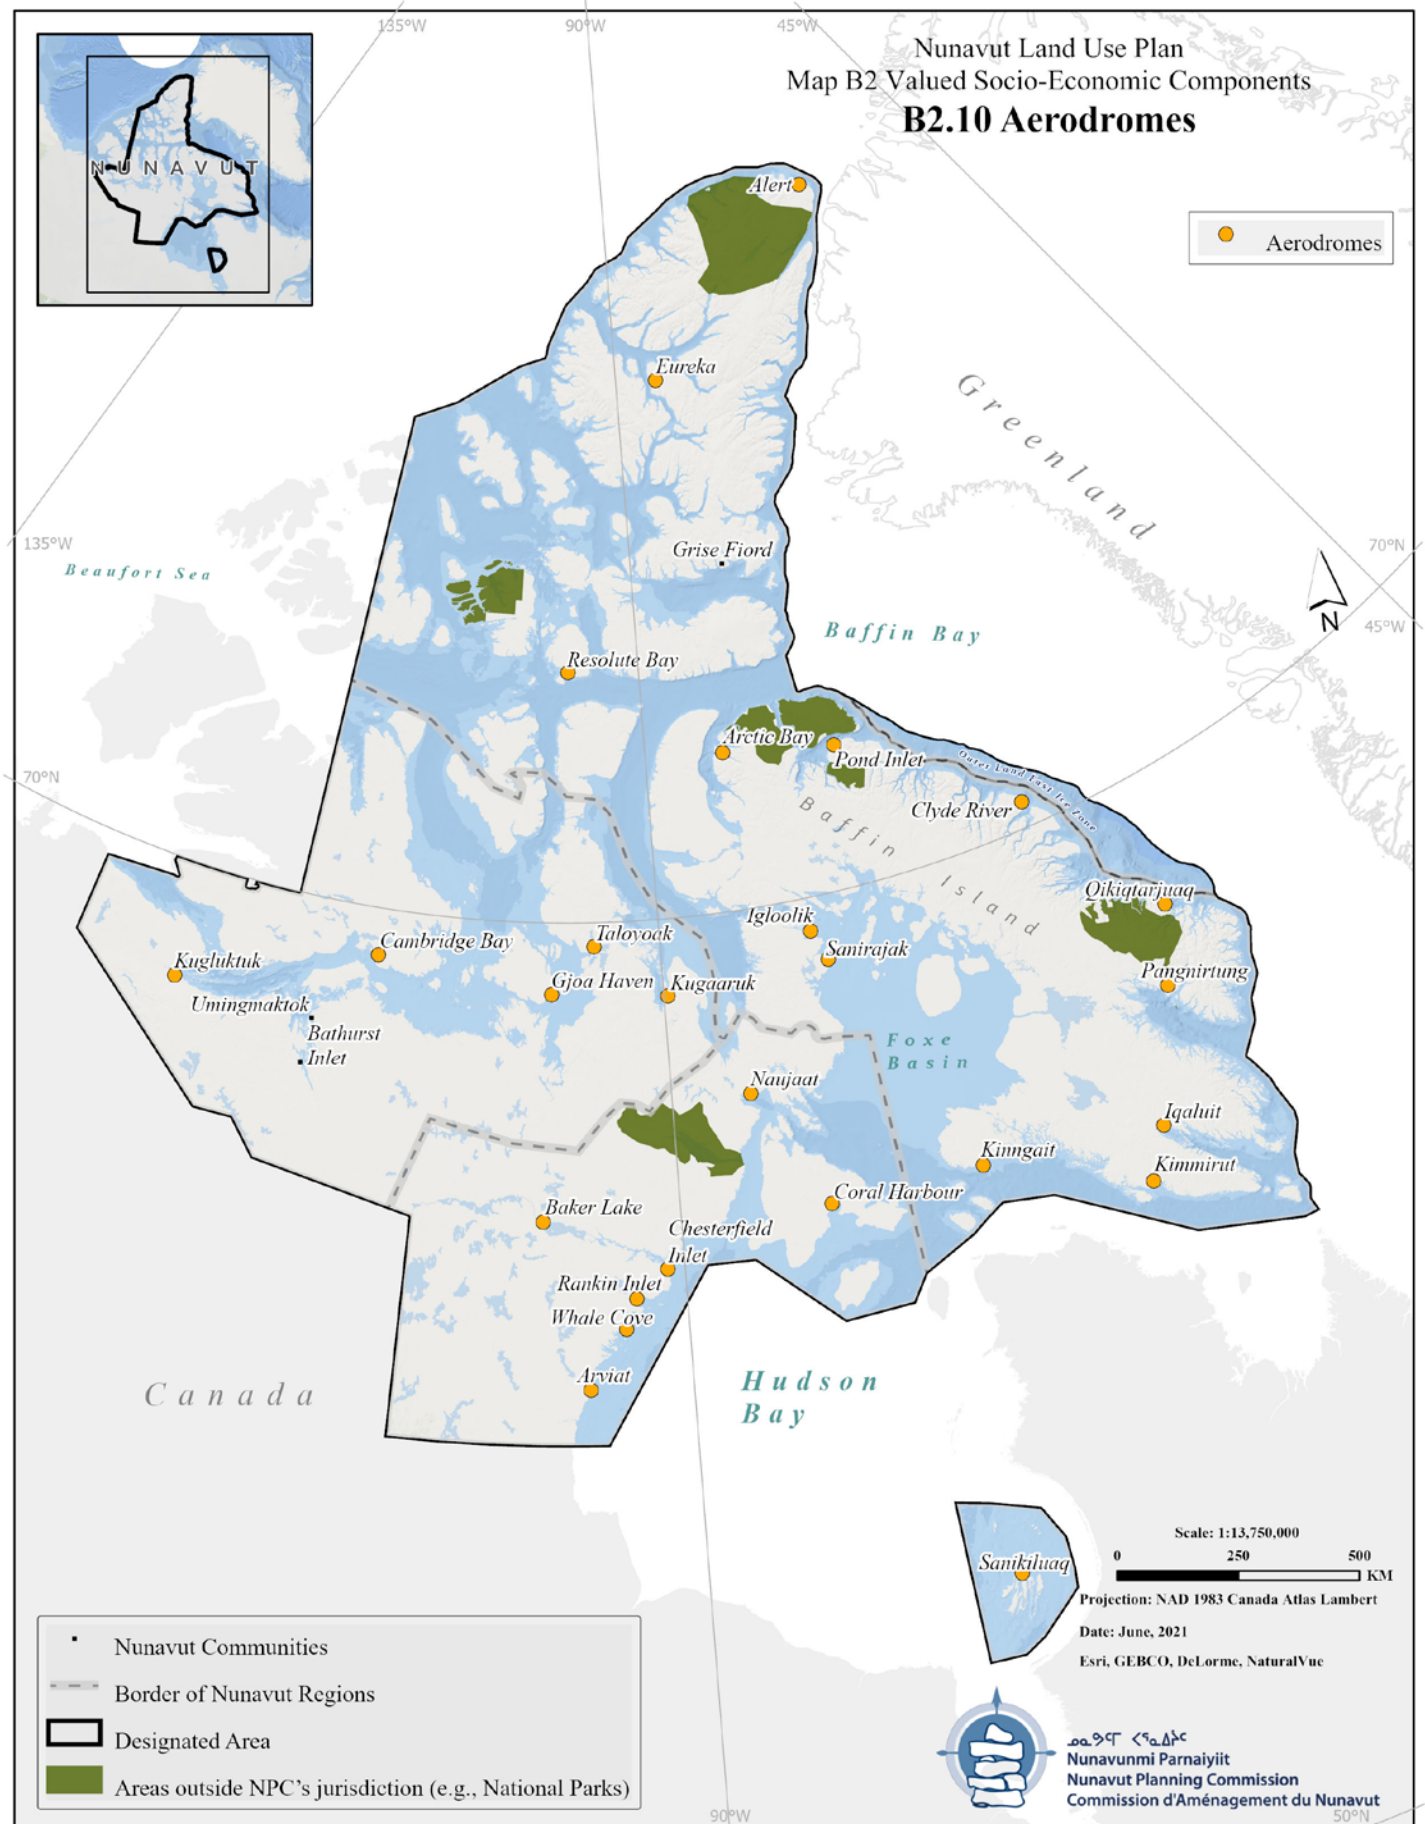 135°W
90°W
45°W
Nunavut Land Use Plan
Map B2 Valued Socio-Economic Components
B2.10 Aerodromes
NUNAVUT
Alert
Aerodromes
Eureka
Greenland
135°W
Beaufort Sea
Grise Fiord
70°N
N
45°W
Baffin Bay
Resolute Bay
Arctic Bay
Pond Inlet
Outer Land Fast Ice Zone
70°N
Clyde River
Baffin
Island
Qikiqtarjuaq
Igloolik
Sanirajak
Cambridge Bay
Taloyoak
Kugluktuk
Gjoa Haven
Kugaaruk
Pangnirtung
Umingmaktok
Bathurst
Inlet
Foxe
Basin
Naujaat
Iqaluit
Kinngait
Kimmirut
Coral Harbour
Baker Lake
Chesterfield
Inlet
Rankin Inlet
Whale Cove
Arviat
Canada
Hudson
Bay
Sanikiluaq
Scale: 1:13,750,000
0 250 500
KM
Projection: NAD 1983 Canada Atlas Lambert
Date: June, 2021
Esri, GEBCO, DeLorme, NaturalVue
Nunavut Communities
Border of Nunavut Regions
Designated Area
Areas outside NPC's jurisdiction (e.g., National Parks)
ᓄᓇᕗᒻᒥ ᐸᕐᓇᐃᔩᑦ
Nunavunmi Parnaiyiit
Nunavut Planning Commission
Commission d'Aménagement du Nunavut
90°W
50°N